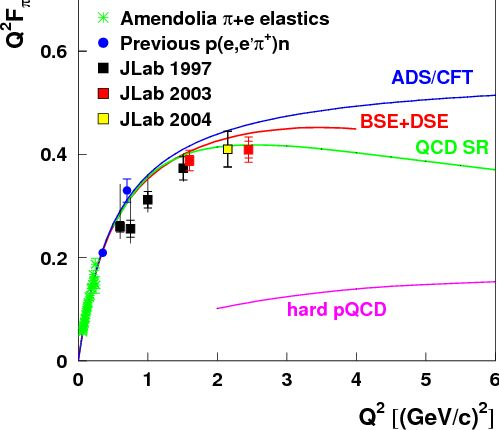 Q²Fπ
Amendolia π+e elastics
Previous p(e,e'π⁺)n
JLab 1997
JLab 2003
JLab 2004
ADS/CFT
BSE+DSE
QCD SR
hard pQCD
0.6
0.4
0.2
0
0 1 2 3 4 5 6
Q² [(GeV/c)²]